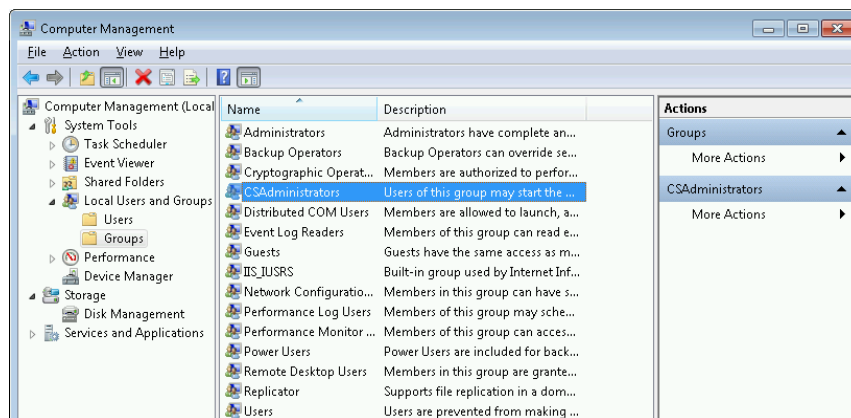 Computer Management
File Action View Help
Computer Management (Local
System Tools
Task Scheduler
Event Viewer
Shared Folders
Local Users and Groups
Users
Groups
Performance
Device Manager
Storage
Disk Management
Services and Applications
Name Description
Administrators Administrators have complete an...
Backup Operators Backup Operators can override se...
Cryptographic Operat... Members are authorized to perfor...
CSAdministrators Users of this group may start the ...
Distributed COM Users Members are allowed to launch, a...
Event Log Readers Members of this group can read e...
Guests Guests have the same access as m...
IIS_IUSRS Built-in group used by Internet Inf...
Network Configuratio... Members in this group can have s...
Performance Log Users Members of this group may sche...
Performance Monitor ... Members of this group can acces...
Power Users Power Users are included for back...
Remote Desktop Users Members in this group are grante...
Replicator Supports file replication in a dom...
Users Users are prevented from making ...
Actions
Groups
More Actions
CSAdministrators
More Actions